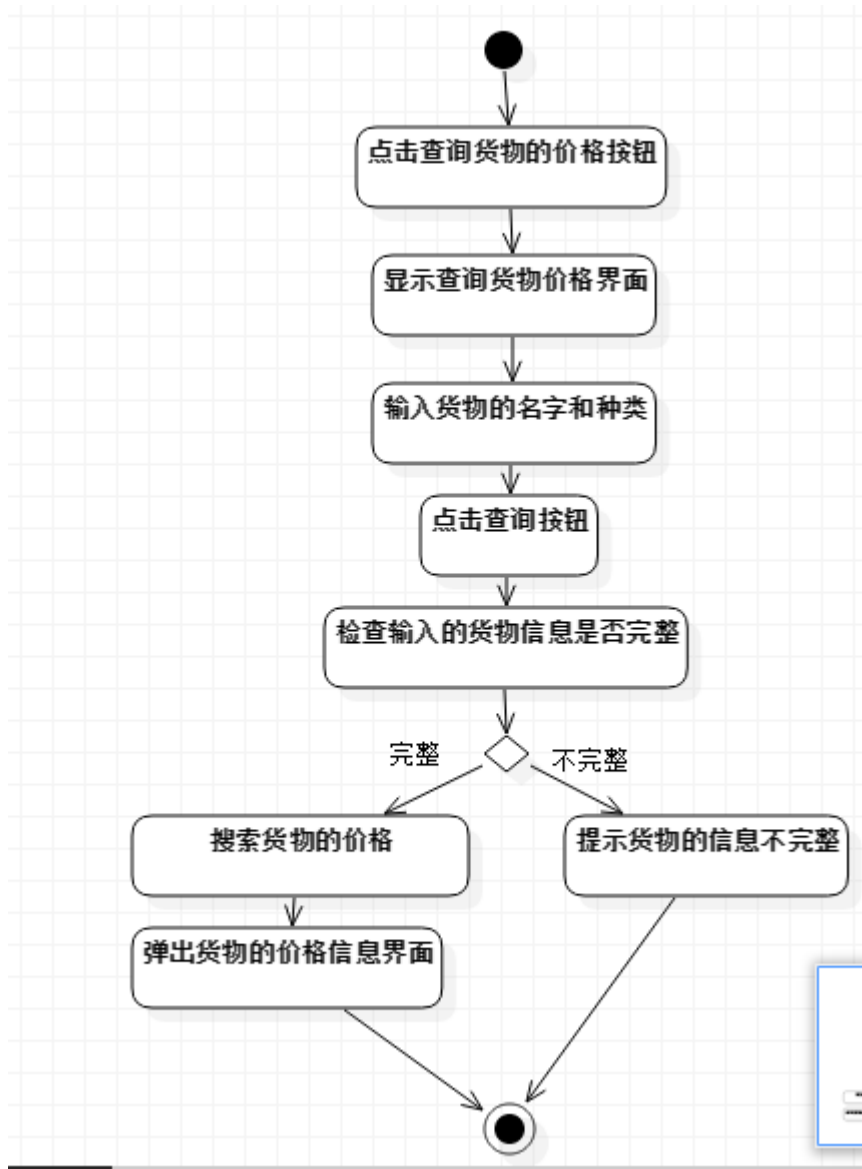 点击查询货物的价格按钮
显示查询货物价格界面
输入货物的名字和种类
点击查询按钮
检查输入的货物信息是否完整
完整
不完整
搜索货物的价格
提示货物的信息不完整
弹出货物的价格信息界面